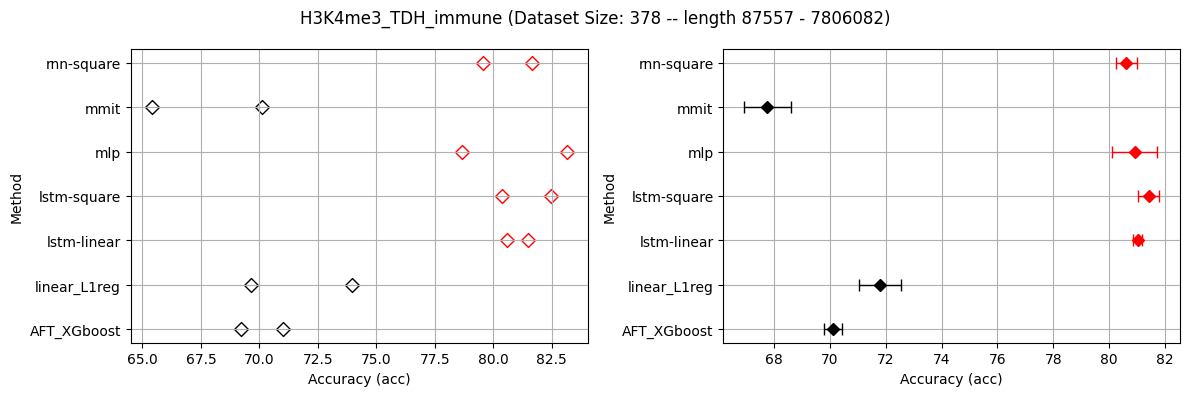 H3K4me3_TDH_immune (Dataset Size: 378 -- length 87557 - 7806082)
Method
rnn-square
mmit
mlp
lstm-square
lstm-linear
linear_L1reg
AFT_XGboost
65.0 67.5 70.0 72.5 75.0 77.5 80.0 82.5
Accuracy (acc)
Method
rnn-square
mmit
mlp
lstm-square
lstm-linear
linear_L1reg
AFT_XGboost
68 70 72 74 76 78 80 82
Accuracy (acc)